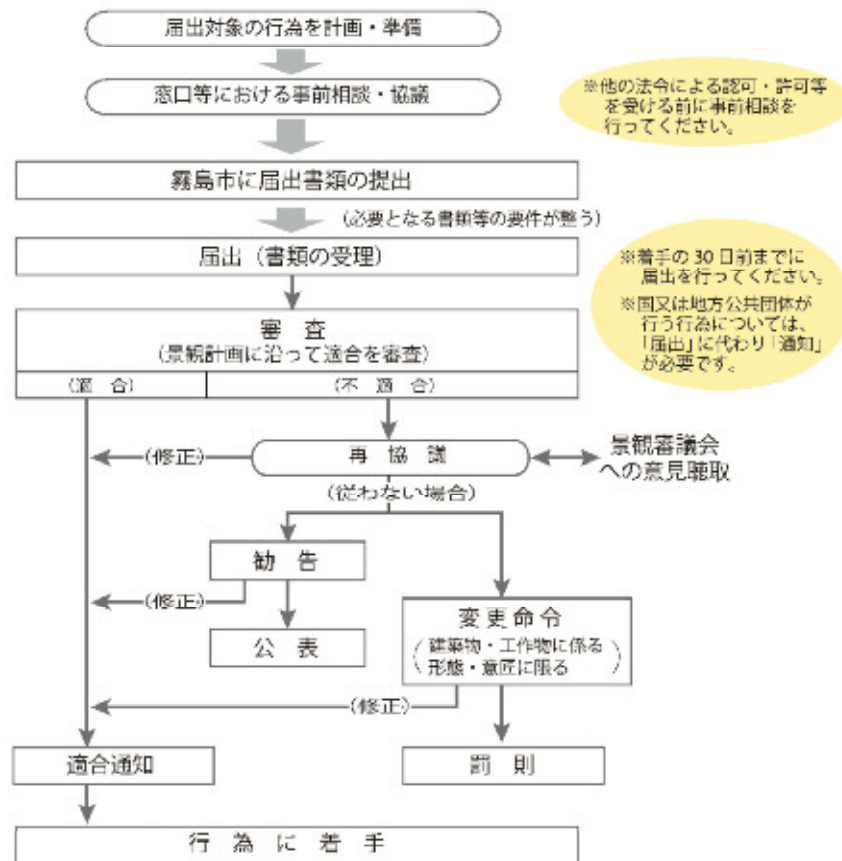 届出対象の行為を計画・準備
窓口等における事前相談・協議
※他の法令による認可・許可等
を受ける前に事前相談を
行ってください。
霧島市に届出書類の提出
(必要となる書類等の要件が整う)
届出(書類の受理)
※着手の30日前までに
届出を行ってください。
※国又は地方公共団体が
行う行為については、
「届出」に代わり「通知」
が必要です。
審 査
(景観計画に沿って適合を審査)
(適 合)
(不 適 合)
(修正)
再 協 議
景観審議会
への意見聴取
(従わない場合)
勧 告
(修正)
公 表
変 更 命 令
(建築物・工作物に係る
形態・意匠に限る)
(修正)
適合通知
罰 則
行 為 に 着 手